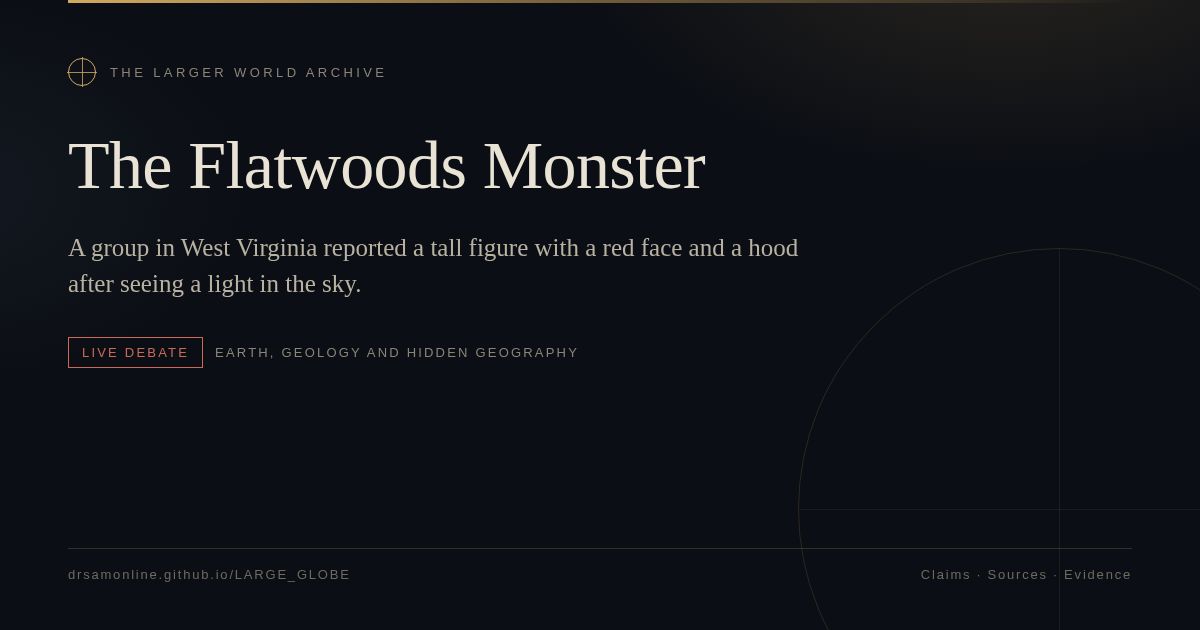 THE LARGER WORLD ARCHIVE
The Flatwoods Monster
A group in West Virginia reported a tall figure with a red face and a hood
after seeing a light in the sky.
LIVE DEBATE EARTH, GEOLOGY AND HIDDEN GEOGRAPHY
drsamonline.github.io/LARGE_GLOBE Claims · Sources · Evidence